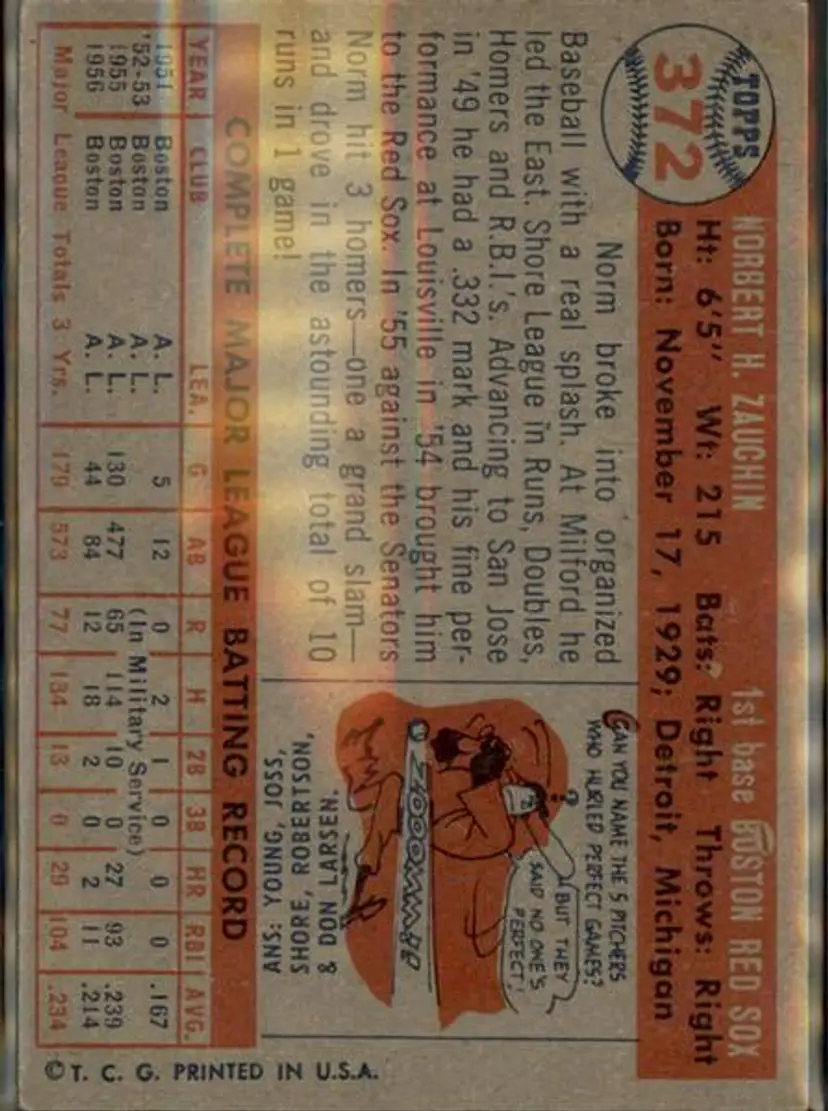 TOPPS
372
NORBERT H. ZAUCHIN 1st base BOSTON RED SOX
Ht: 6'5" Wt: 215 Bats: Right Throws: Right
Born: November 17, 1929; Detroit, Michigan
Norm broke into organized
Baseball with a real splash. At Milford he
led the East. Shore League in Runs, Doubles,
Homers and R.B.I.'s. Advancing to San Jose
in '49 he had a .332 mark and his fine per-
formance at Louisville in '54 brought him
to the Red Sox. In '55 against the Senators
Norm hit 3 homers—one a grand slam—
and drove in the astounding total of 10
runs in 1 game!
CAN YOU NAME THE 5 PITCHERS
WHO HURLED PERFECT GAMES?
?
BUT THEY
SAID NO ONE'S
PERFECT!
ZOOOMM
ANS: YOUNG, JOSS,
SHORE, ROBERTSON,
& DON LARSEN.
COMPLETE MAJOR LEAGUE BATTING RECORD
YEAR CLUB LEA. G AB R H 2B 3B HR RBI AVG.
1951 Boston A. L. 5 12 0 2 1 0 0 0 .167
'52-53 Boston A. L. (In Military Service)
1955 Boston A. L. 130 477 65 114 10 0 27 93 .239
1956 Boston A. L. 44 84 12 18 2 0 2 11 .214
Major League Totals 3 Yrs. 179 573 77 134 13 0 29 104 .234
© T. C. G. PRINTED IN U.S.A.